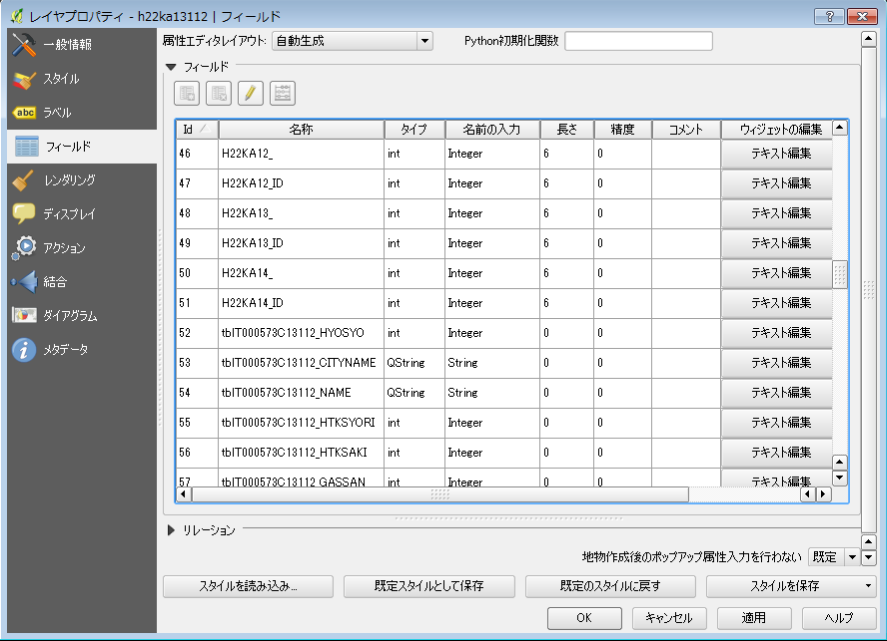 レイヤプロパティ - h22ka13112 | フィールド
一般情報
スタイル
abc ラベル
フィールド
レンダリング
ディスプレイ
アクション
結合
ダイアグラム
メタデータ
属性エディタレイアウト: 自動生成 Python初期化関数
フィールド
Id 名称 タイプ 名前の入力 長さ 精度 コメント ウィジェットの編集
46 H22KA12_ int Integer 6 0 テキスト編集
47 H22KA12_ID int Integer 6 0 テキスト編集
48 H22KA13_ int Integer 6 0 テキスト編集
49 H22KA13_ID int Integer 6 0 テキスト編集
50 H22KA14_ int Integer 6 0 テキスト編集
51 H22KA14_ID int Integer 6 0 テキスト編集
52 tblT000573C13112_HYOSYO int Integer 0 0 テキスト編集
53 tblT000573C13112_CITYNAME QString String 0 0 テキスト編集
54 tblT000573C13112_NAME QString String 0 0 テキスト編集
55 tblT000573C13112_HTKSYORI int Integer 0 0 テキスト編集
56 tblT000573C13112_HTKSAKI int Integer 0 0 テキスト編集
57 tblT000573C13112_GASSAN int Integer 0 0 テキスト編集
リレーション
地物作成後のポップアップ属性入力を行わない 既定
スタイルを読み込み... 既定スタイルとして保存 既定のスタイルに戻す スタイルを保存
OK キャンセル 適用 ヘルプ